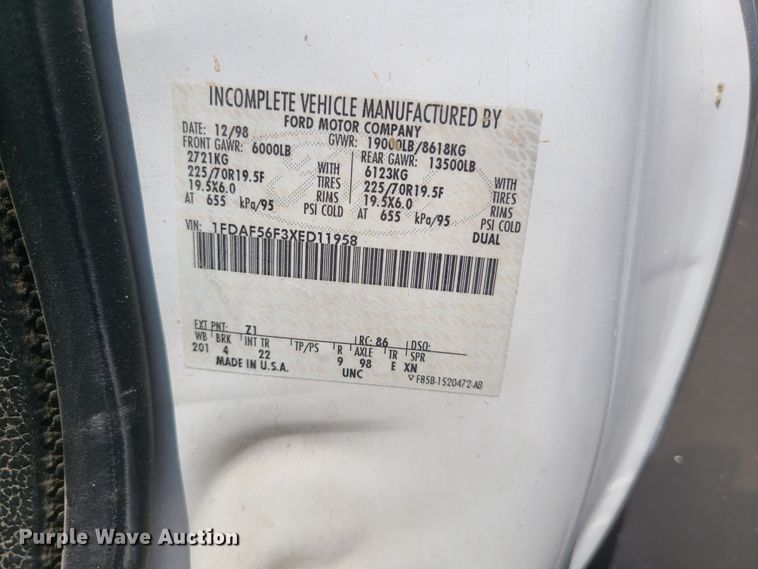 INCOMPLETE VEHICLE MANUFACTURED BY
FORD MOTOR COMPANY
DATE: 12/98 GVWR: 19000LB/8618KG
FRONT GAWR: 6000LB REAR GAWR: 13500LB
2721KG WITH 6123KG WITH
225/70R19.5F TIRES 225/70R19.5F TIRES
19.5X6.0 RIMS 19.5X6.0 RIMS
AT 655 kPa/95 PSI COLD AT 655 kPa/95 PSI COLD
VIN: 1FDAF56F3XED11958 DUAL
EXT PNT: Z1 RC: 86 DSO:
WB BRK INT TR TP/PS R AXLE TR SPR
201 4 22 9 98 E XN
MADE IN U.S.A. UNC
F85B-1520472-AB
Purple Wave Auction